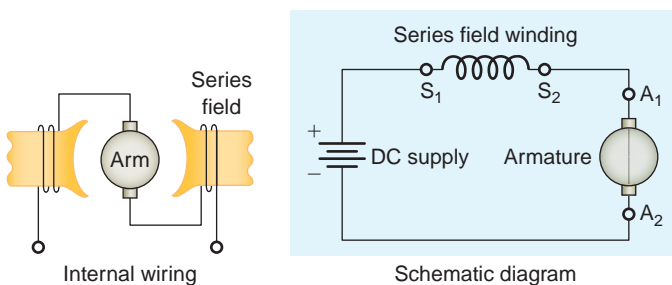 Series
field
Arm
Internal wiring
Series field winding
S1
S2
A1
+
DC supply
Armature
−
A2
Schematic diagram